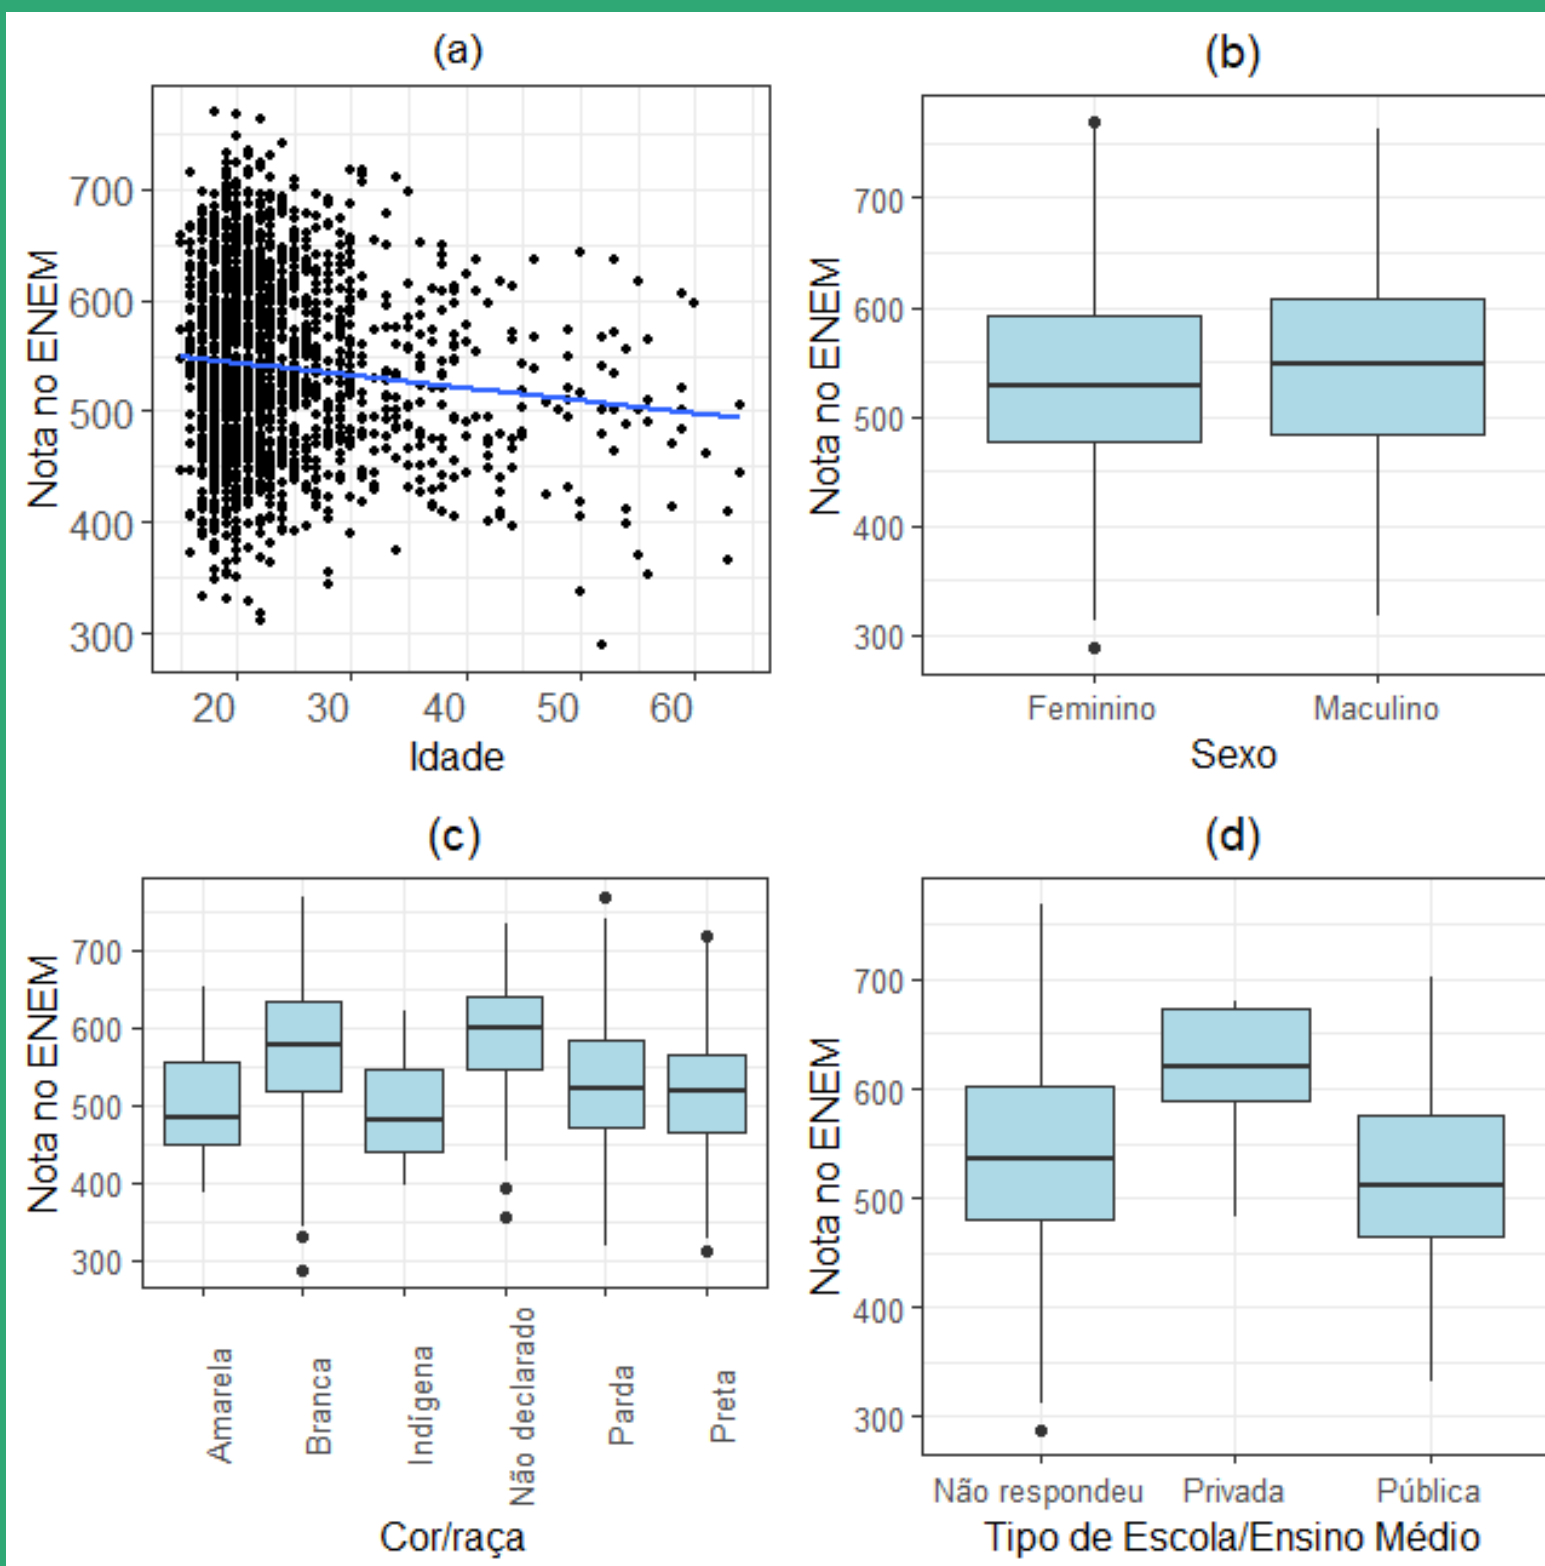 (a)
Nota no ENEM
700
600
500
400
300
20 30 40 50 60
Idade
(b)
Nota no ENEM
700
600
500
400
300
Feminino Maculino
Sexo
(c)
Nota no ENEM
700
600
500
400
300
Amarela
Branca
Indígena
Não declarado
Parda
Preta
Cor/raça
(d)
Nota no ENEM
700
600
500
400
300
Não respondeu Privada Pública
Tipo de Escola/Ensino Médio